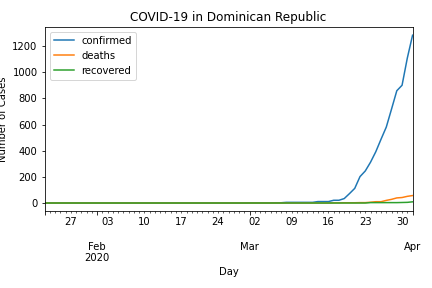 COVID-19 in Dominican Republic
confirmed
deaths
recovered
1200
1000
800
600
400
200
0
Number of Cases
27 03 10 17 24 02 09 16 23 30
Feb Mar Apr
2020
Day